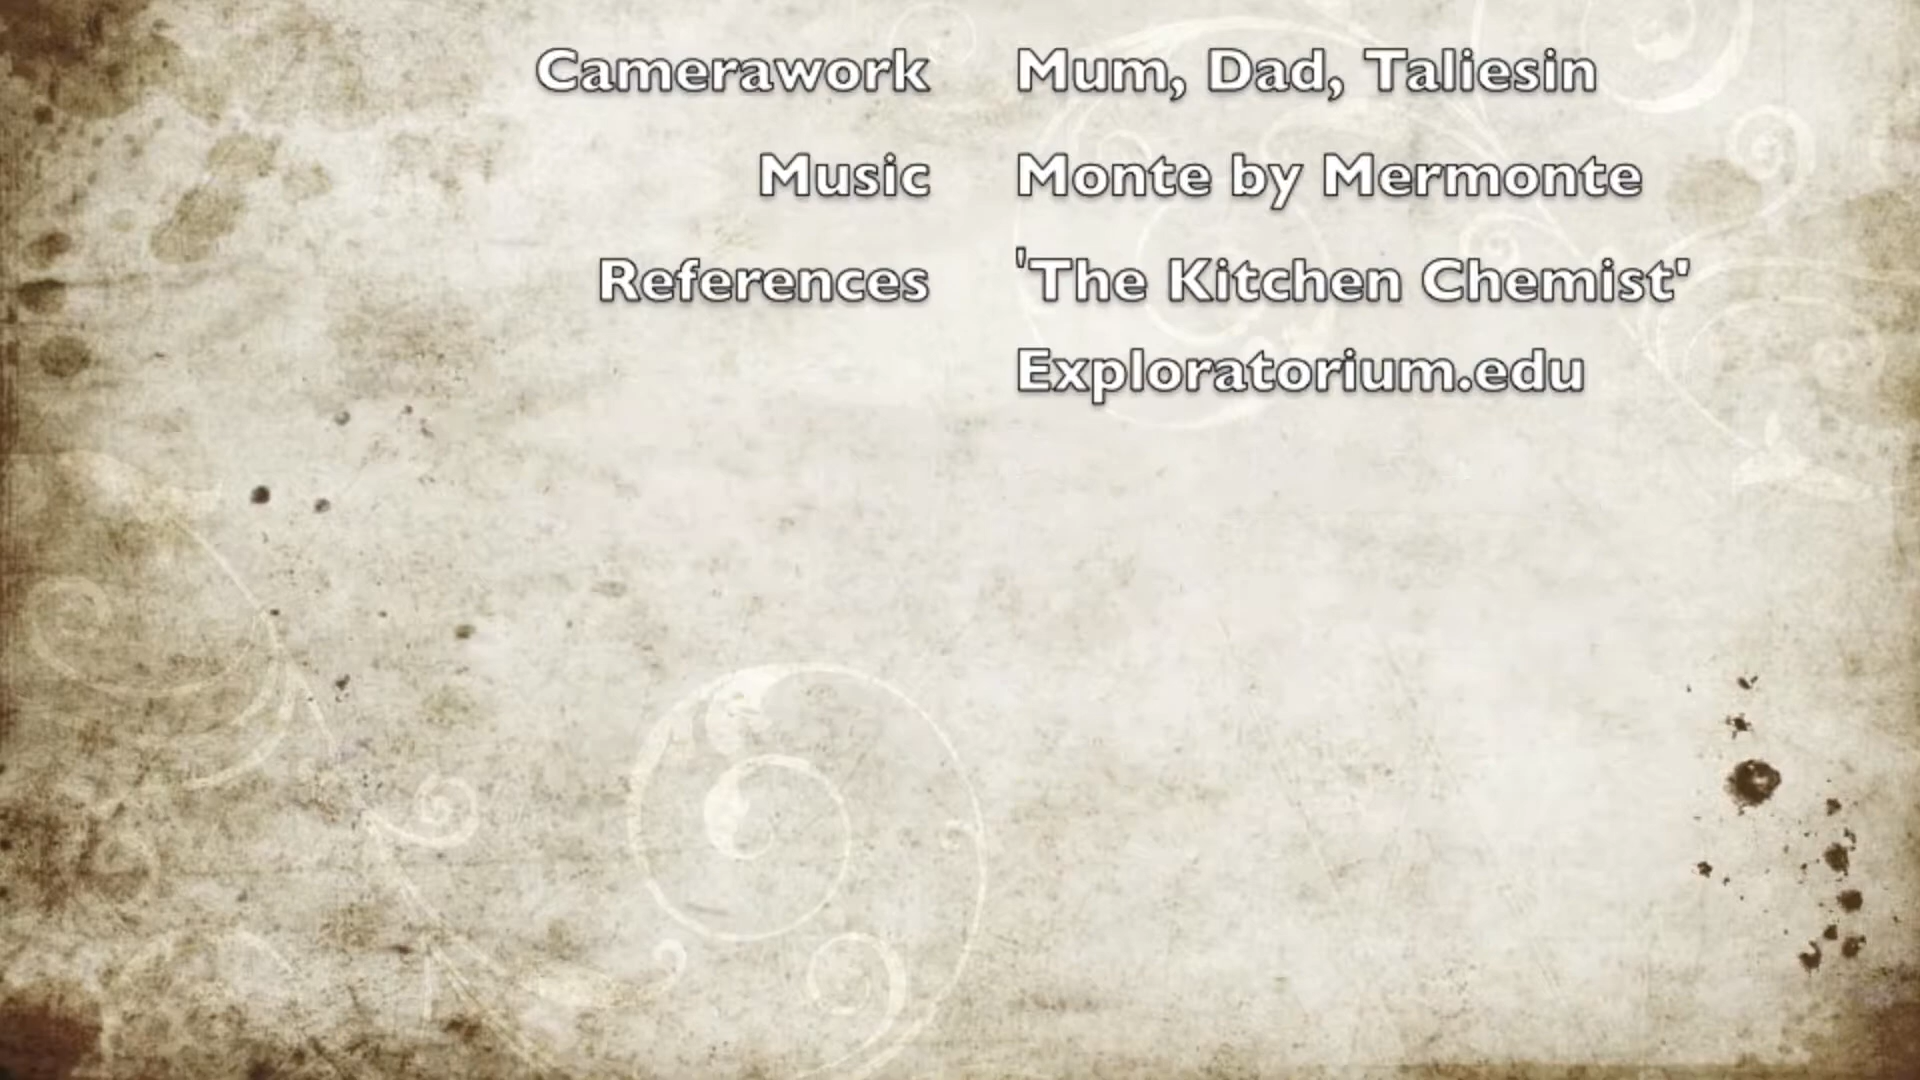 Camerawork Mum, Dad, Taliesin
Music Monte by Mermonte
References 'The Kitchen Chemist'
Exploratorium.edu